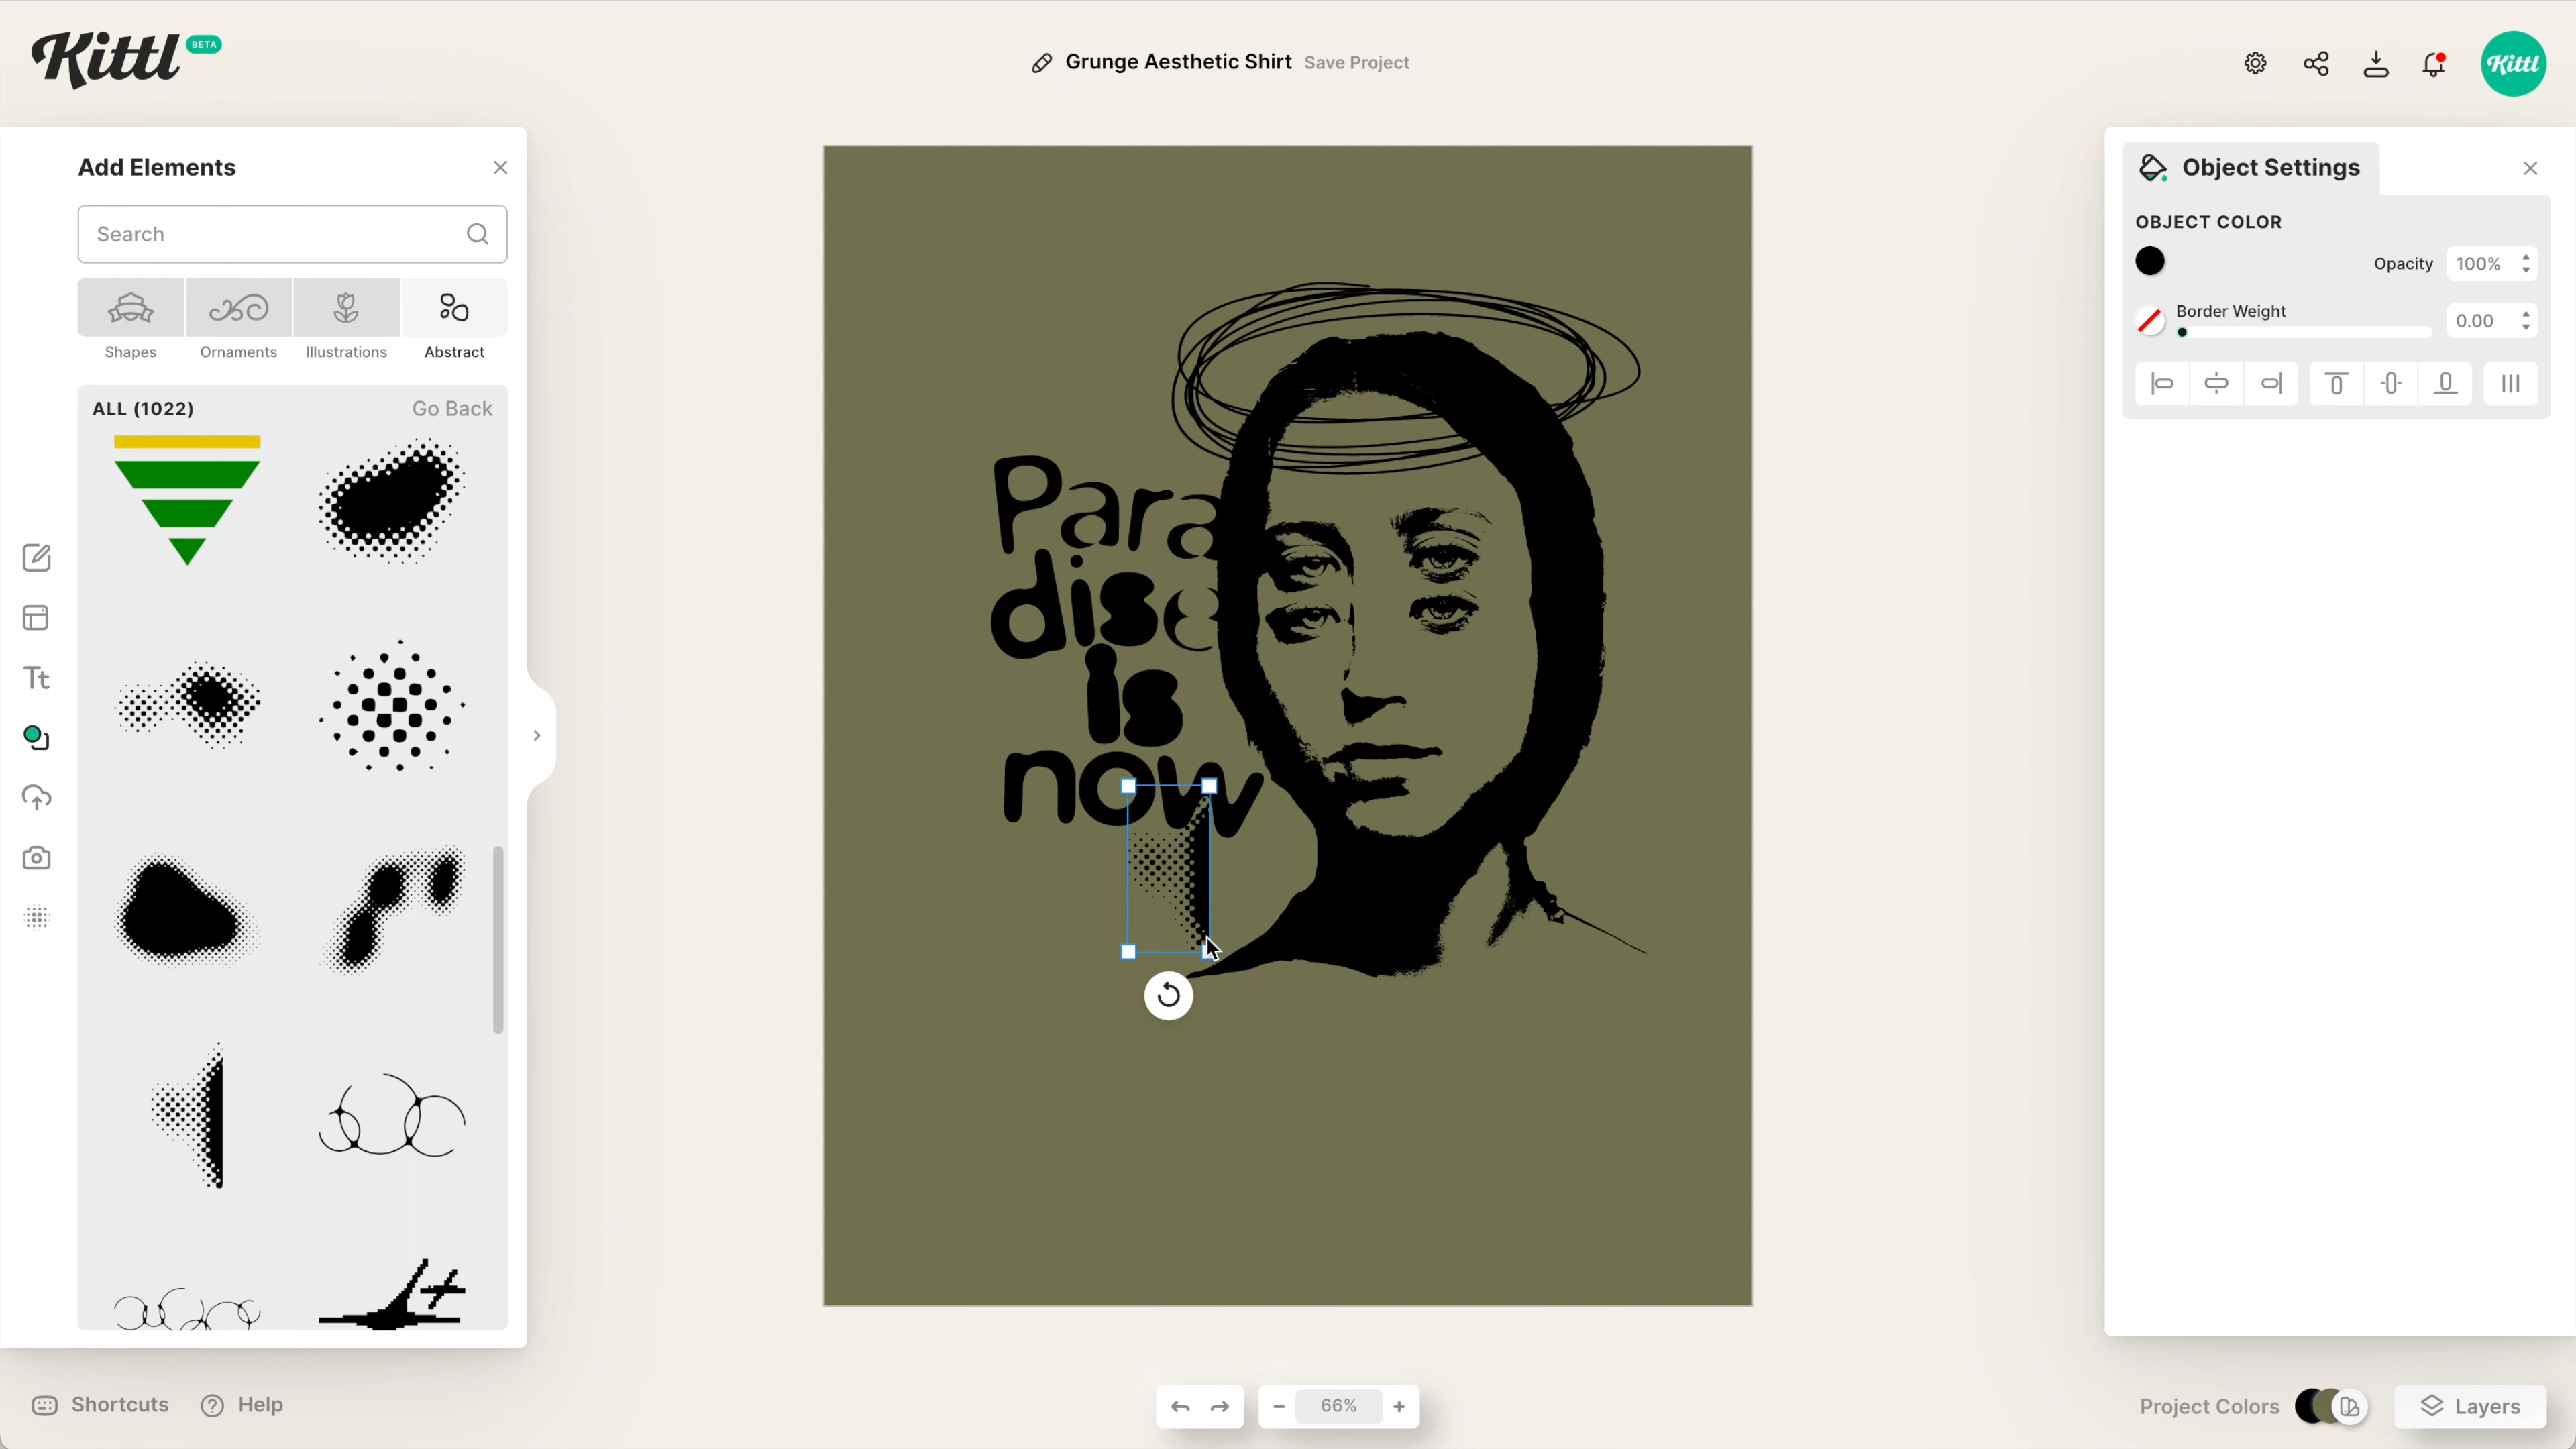 Kittl BETA
Grunge Aesthetic Shirt Save Project
Kittl
Add Elements
Search
Shapes Ornaments Illustrations Abstract
ALL (1022) Go Back
Para
dise
is
now
Object Settings
OBJECT COLOR
Opacity 100%
Border Weight 0.00
Tt
Shortcuts Help
66%
Project Colors Layers